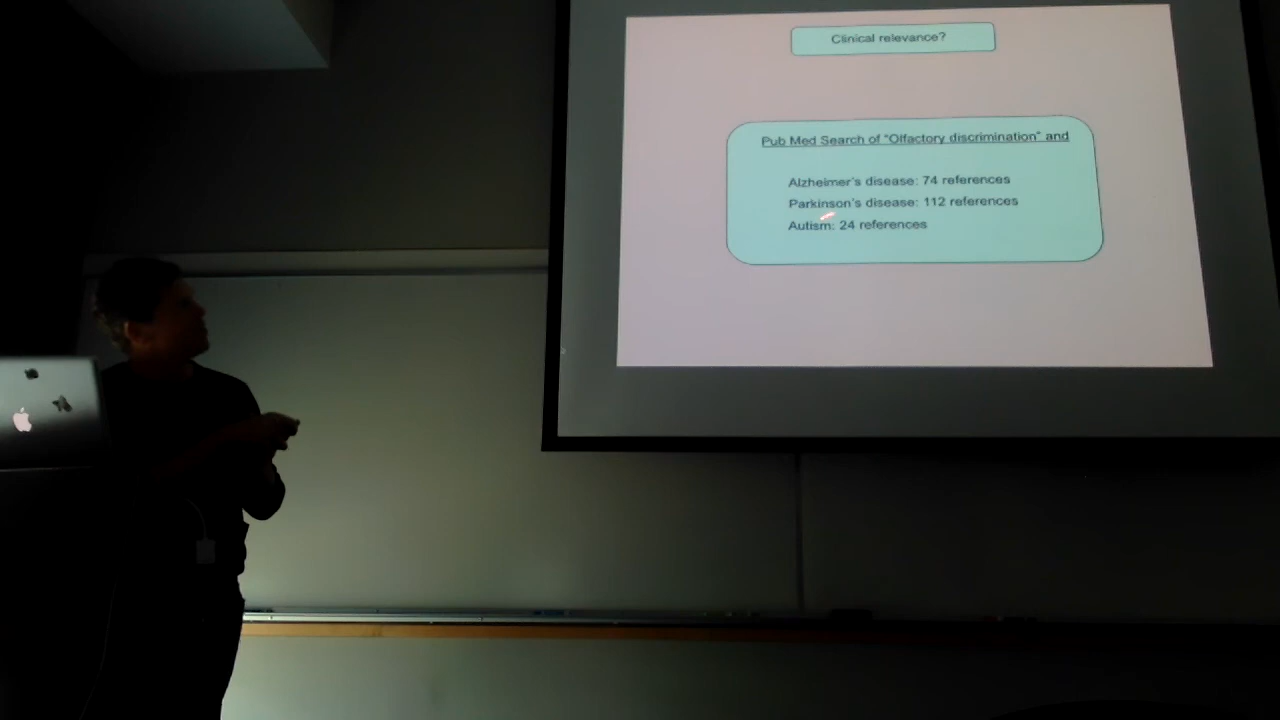 Clinical relevance?
Pub Med Search of "Olfactory discrimination" and
Alzheimer's disease: 74 references
Parkinson's disease: 112 references
Autism: 24 references